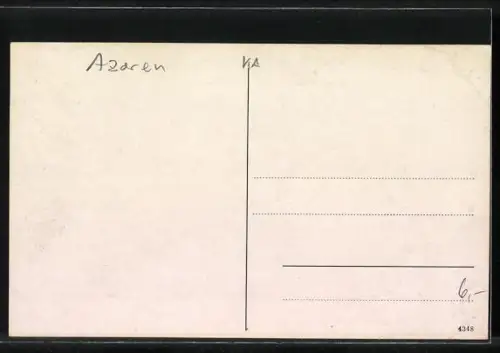 Azoren
VA
6,-
4348